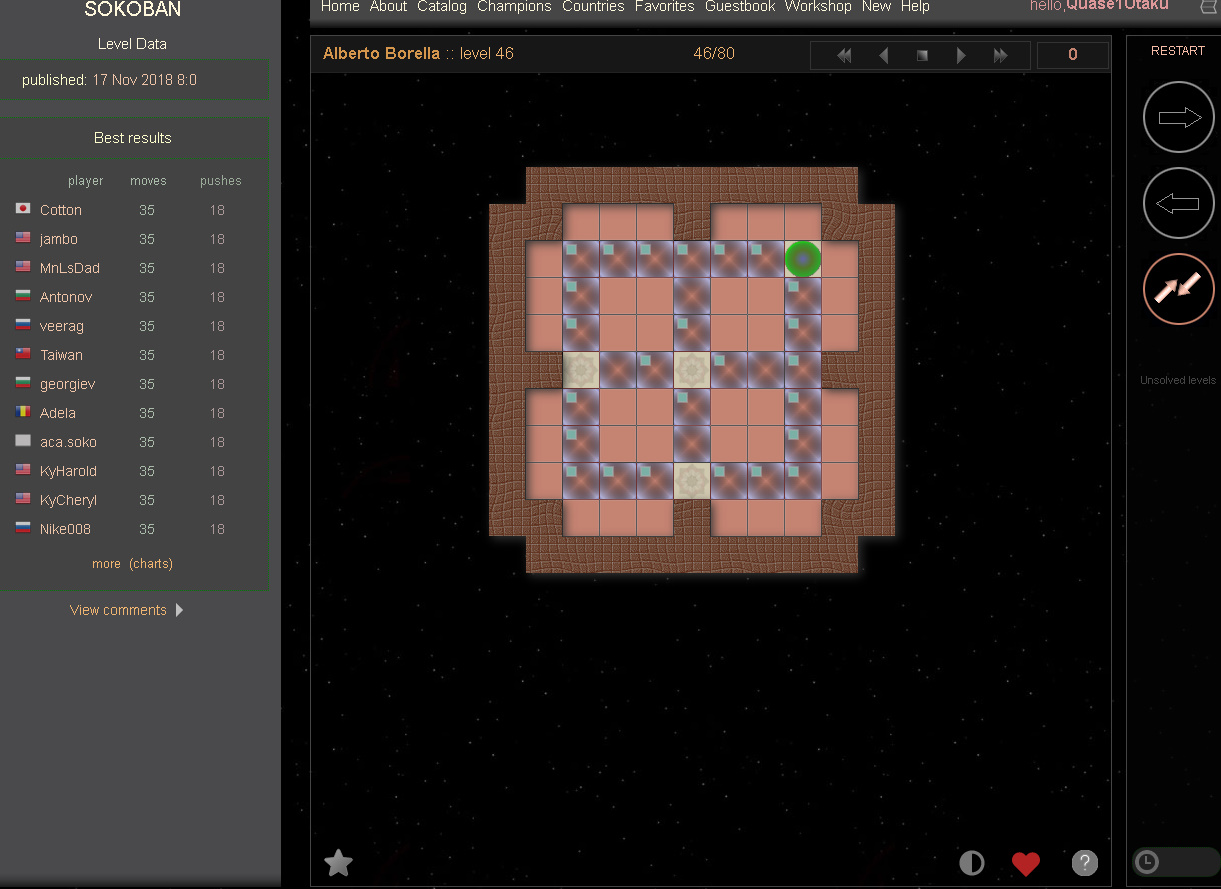 SOKOBAN
Level Data
published: 17 Nov 2018 8:0
Best results
player moves pushes
Cotton 35 18
jambo 35 18
MnLsDad 35 18
Antonov 35 18
veerag 35 18
Taiwan 35 18
georgiev 35 18
Adela 35 18
aca.soko 35 18
KyHarold 35 18
KyCheryl 35 18
Nike008 35 18
more (charts)
View comments
Home About Catalog Champions Countries Favorites Guestbook Workshop New Help
hello,Quase1Otaku
Alberto Borella :: level 46
46/80
0
RESTART
Unsolved levels
?